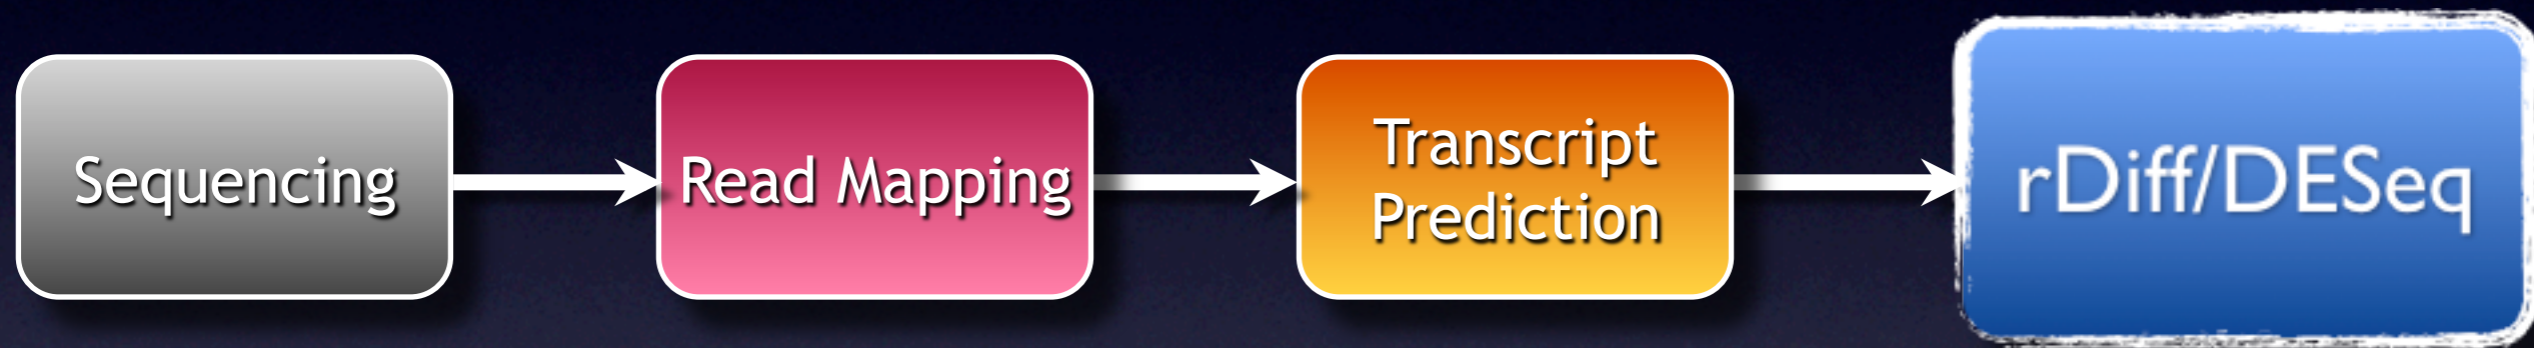 Sequencing
Read Mapping
Transcript
Prediction
rDiff/DESeq